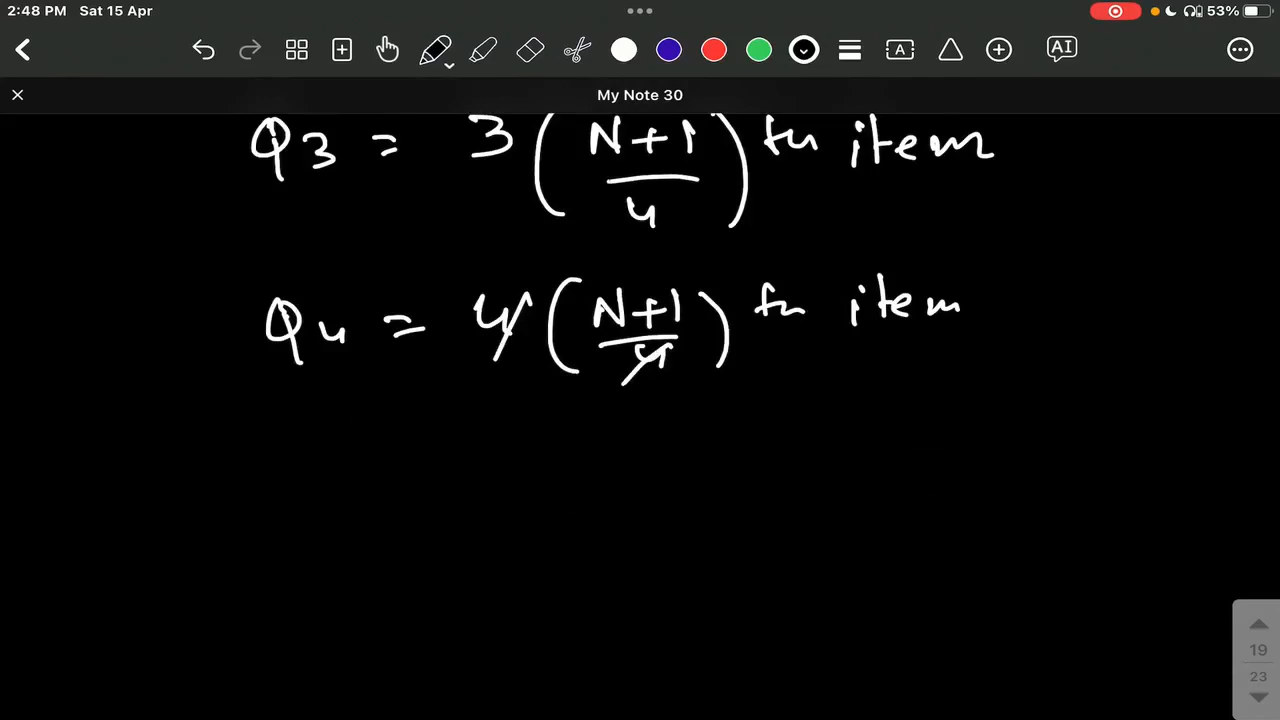 2:48 PM Sat 15 Apr 53%
A AI
My Note 30
Q3 = 3 (N+1/4) th item
Q4 = 4 (N+1/4) th item
19
23